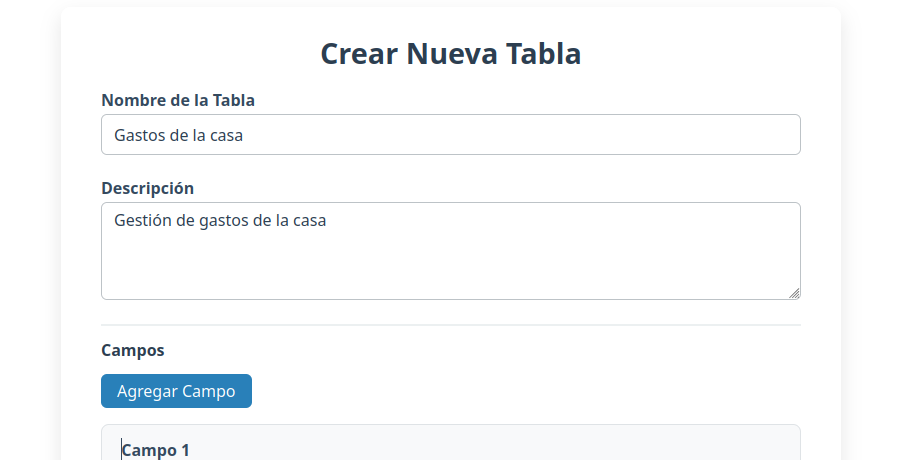 Crear Nueva Tabla
Nombre de la Tabla
Gastos de la casa
Descripción
Gestión de gastos de la casa
Campos
Agregar Campo
Campo 1